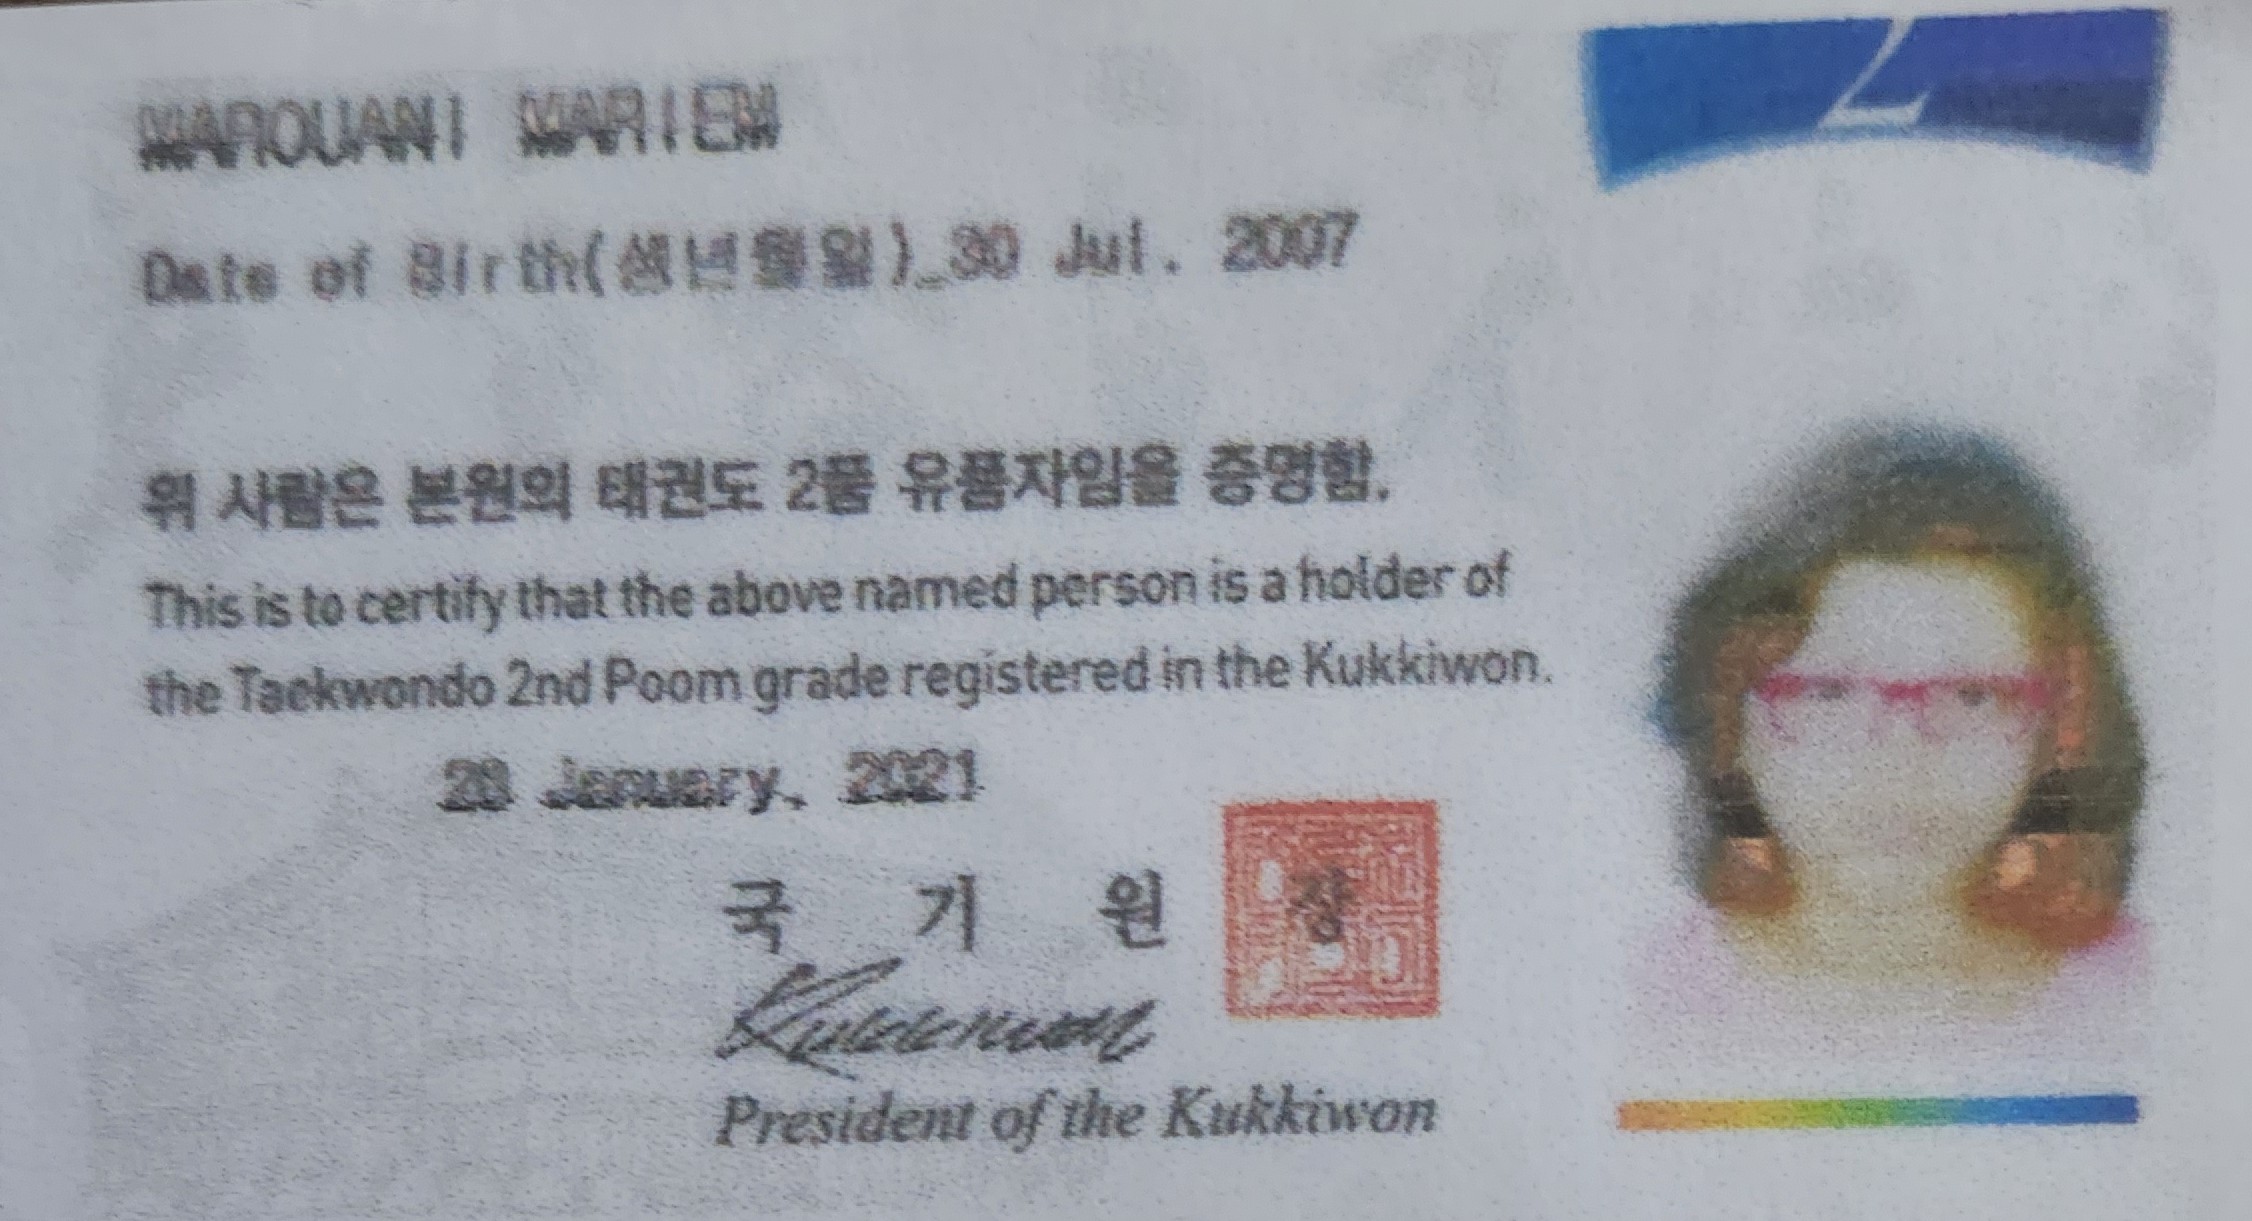 2
MAROUANI MARIEM
Date of Birth(생년월일)_30 Jul. 2007
위 사람은 본원의 태권도 2품 유품자임을 증명함.
This is to certify that the above named person is a holder of
the Taekwondo 2nd Poom grade registered in the Kukkiwon.
January, 2021
국 기 원 장
President of the Kukkiwon